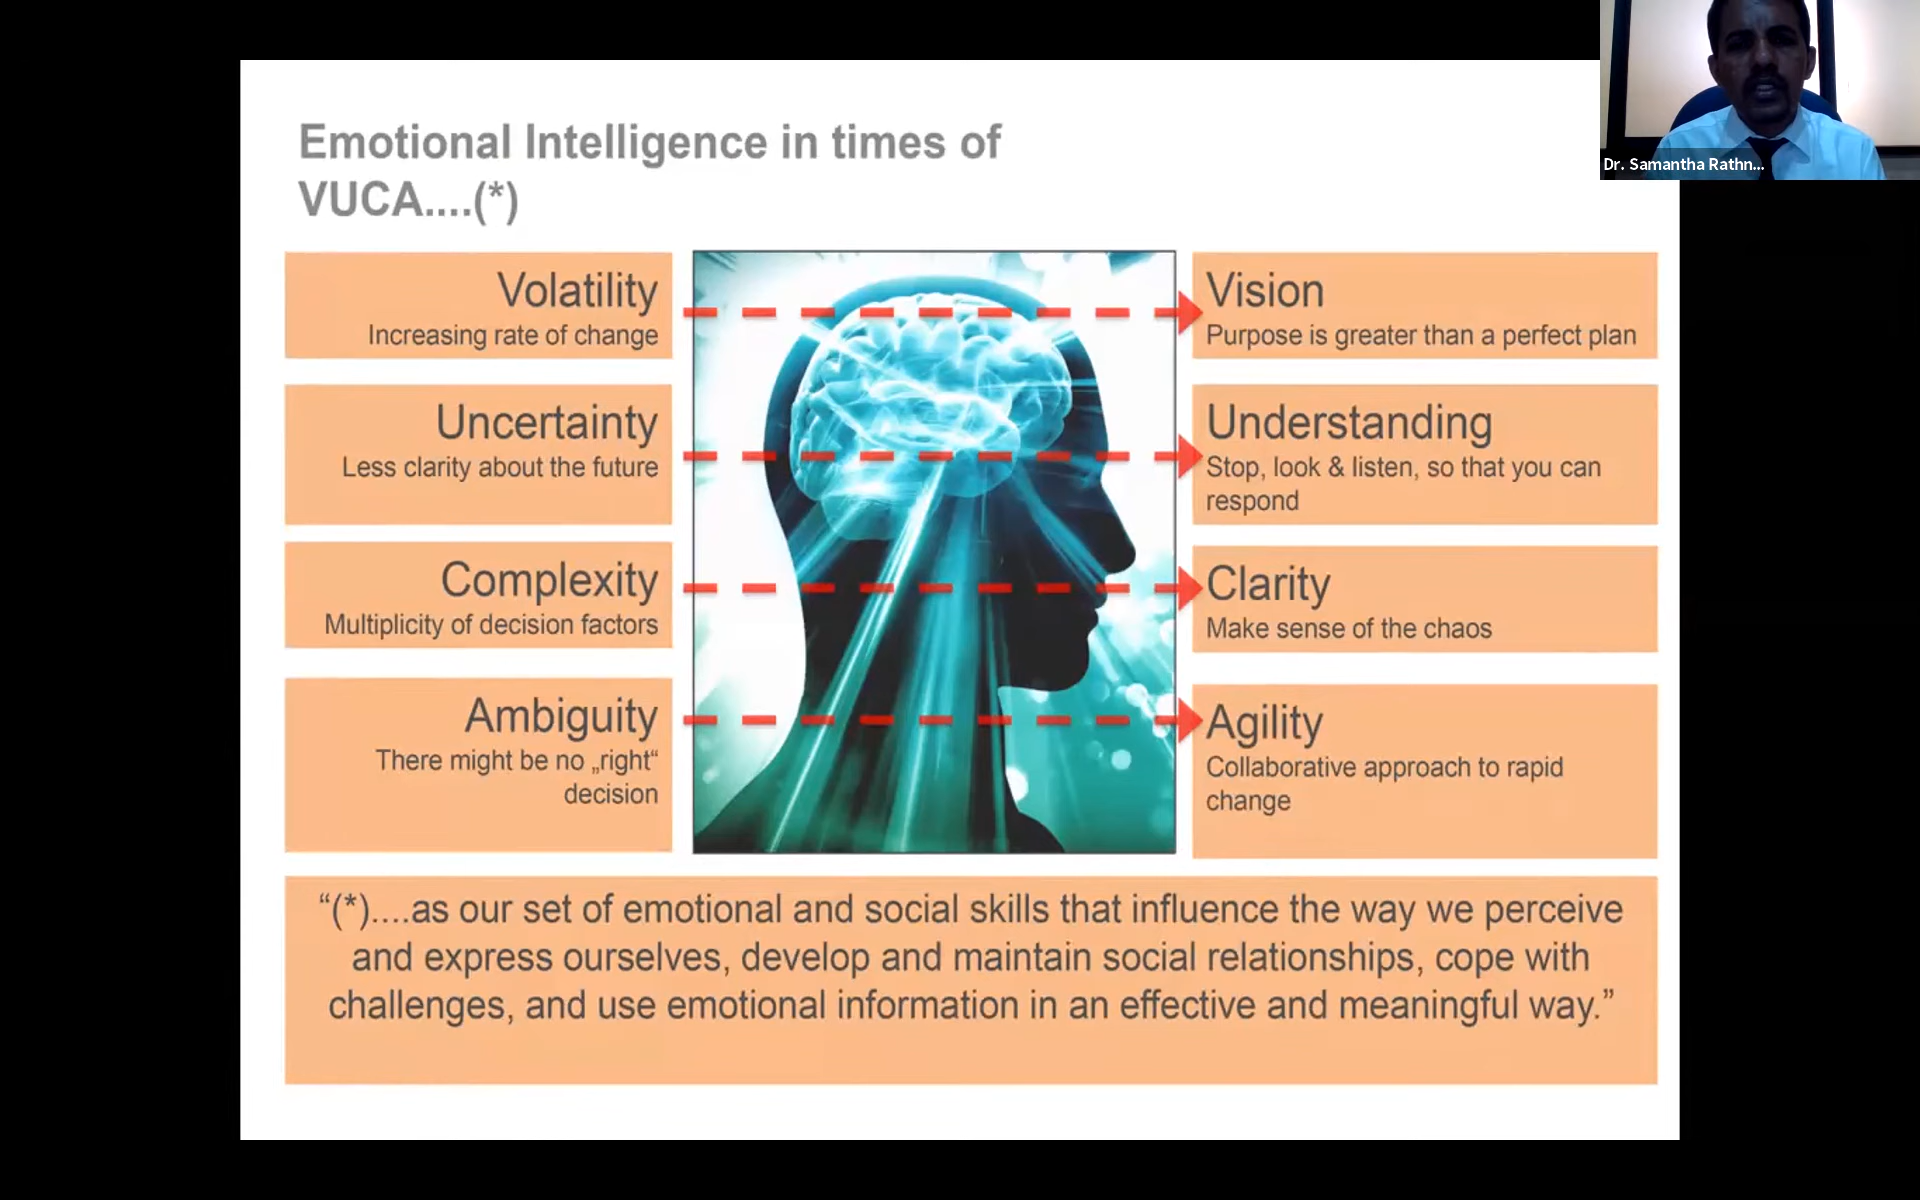 Emotional Intelligence in times of
VUCA....(*)
Dr. Samantha Rathn...
Volatility
Increasing rate of change
Vision
Purpose is greater than a perfect plan
Uncertainty
Less clarity about the future
Understanding
Stop, look & listen, so that you can
respond
Complexity
Multiplicity of decision factors
Clarity
Make sense of the chaos
Ambiguity
There might be no „right“
decision
Agility
Collaborative approach to rapid
change
“(*)....as our set of emotional and social skills that influence the way we perceive
and express ourselves, develop and maintain social relationships, cope with
challenges, and use emotional information in an effective and meaningful way.”